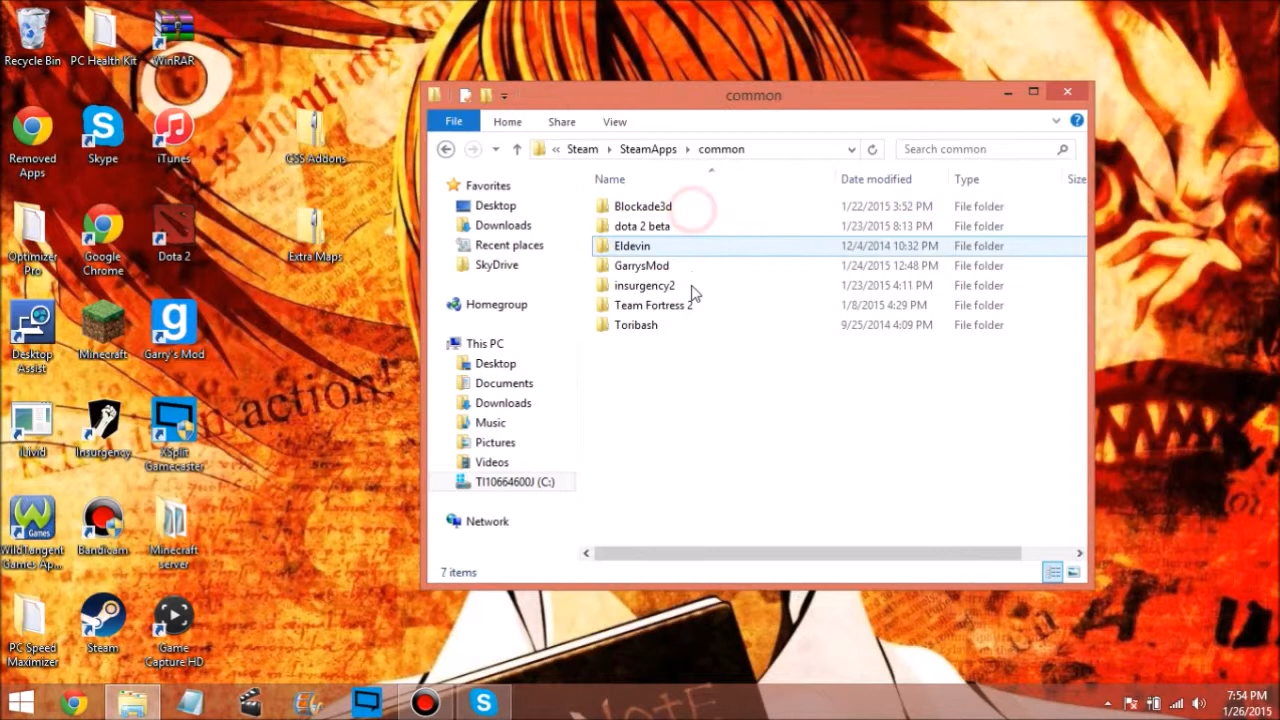 Recycle Bin
PC Health Kit
WinRAR
Removed
Apps
Skype
iTunes
CSS Addons
Optimizer
Pro
Google
Chrome
Dota 2
Extra Maps
Desktop
Assist
Minecraft
Garry's Mod
iLivid
Insurgency
XSplit
Gamecaster
WildTangent
Games Ap...
Bandicam
Minecraft
server
PC Speed
Maximizer
Steam
Game
Capture HD
action!
common
File
Home
Share
View
« Steam ▸ SteamApps ▸ common
Search common
Name
Date modified
Type
Size
Blockade3d 1/22/2015 3:52 PM File folder
dota 2 beta 1/23/2015 8:13 PM File folder
Eldevin 12/4/2014 10:32 PM File folder
GarrysMod 1/24/2015 12:48 PM File folder
insurgency2 1/23/2015 4:11 PM File folder
Team Fortress 2 1/8/2015 4:29 PM File folder
Toribash 9/25/2014 4:09 PM File folder
Favorites
Desktop
Downloads
Recent places
SkyDrive
Homegroup
This PC
Desktop
Documents
Downloads
Music
Pictures
Videos
TI10664600J (C:)
Network
7 items
NOTE
7:54 PM
1/26/2015